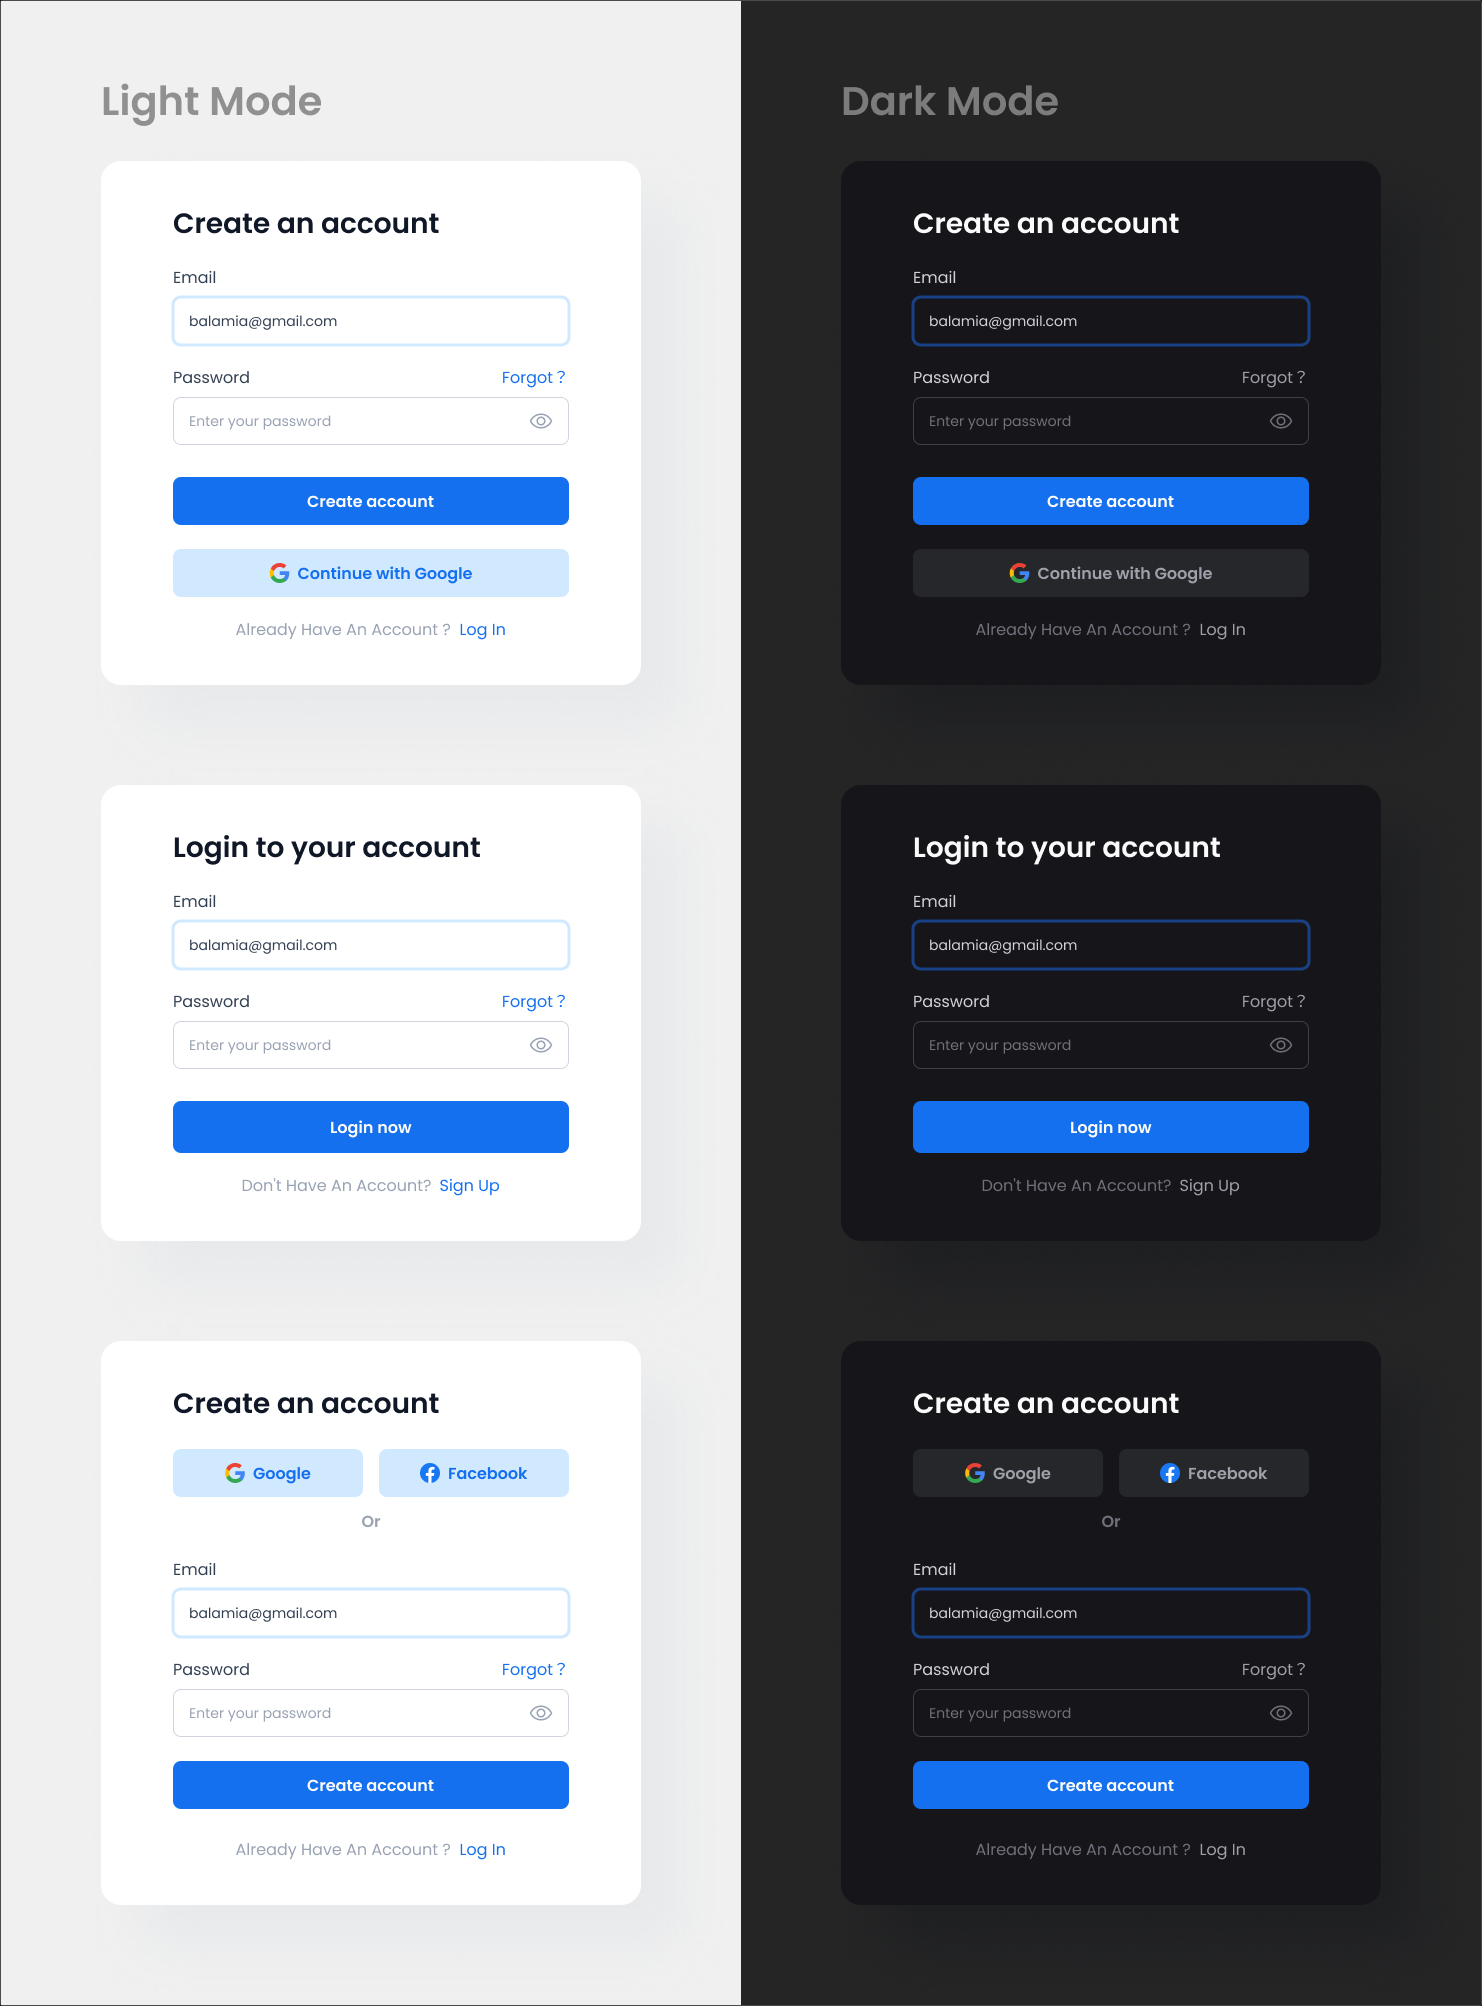 Light Mode
Create an account
Email
balamia@gmail.com
Password Forgot ?
Enter your password
Create account
Continue with Google
Already Have An Account ? Log In
Login to your account
Email
balamia@gmail.com
Password Forgot ?
Enter your password
Login now
Don't Have An Account? Sign Up
Create an account
Google Facebook
Or
Email
balamia@gmail.com
Password Forgot ?
Enter your password
Create account
Already Have An Account ? Log In
Dark Mode
Create an account
Email
balamia@gmail.com
Password Forgot ?
Enter your password
Create account
Continue with Google
Already Have An Account ? Log In
Login to your account
Email
balamia@gmail.com
Password Forgot ?
Enter your password
Login now
Don't Have An Account? Sign Up
Create an account
Google Facebook
Or
Email
balamia@gmail.com
Password Forgot ?
Enter your password
Create account
Already Have An Account ? Log In